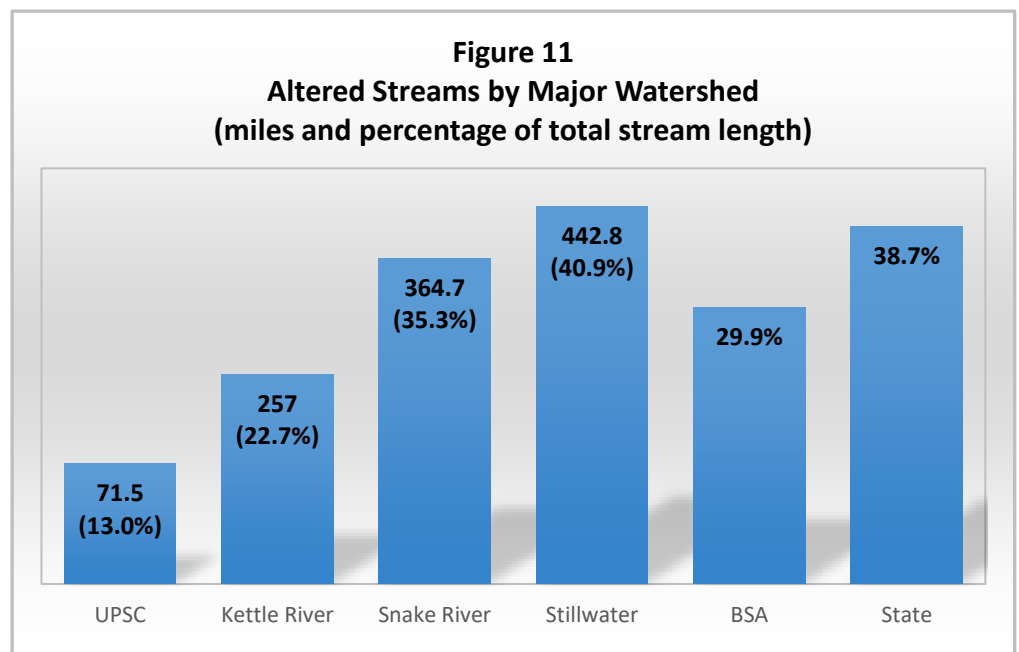 Figure 11
Altered Streams by Major Watershed
(miles and percentage of total stream length)
71.5
(13.0%)
257
(22.7%)
364.7
(35.3%)
442.8
(40.9%)
29.9%
38.7%
UPSC
Kettle River
Snake River
Stillwater
BSA
State